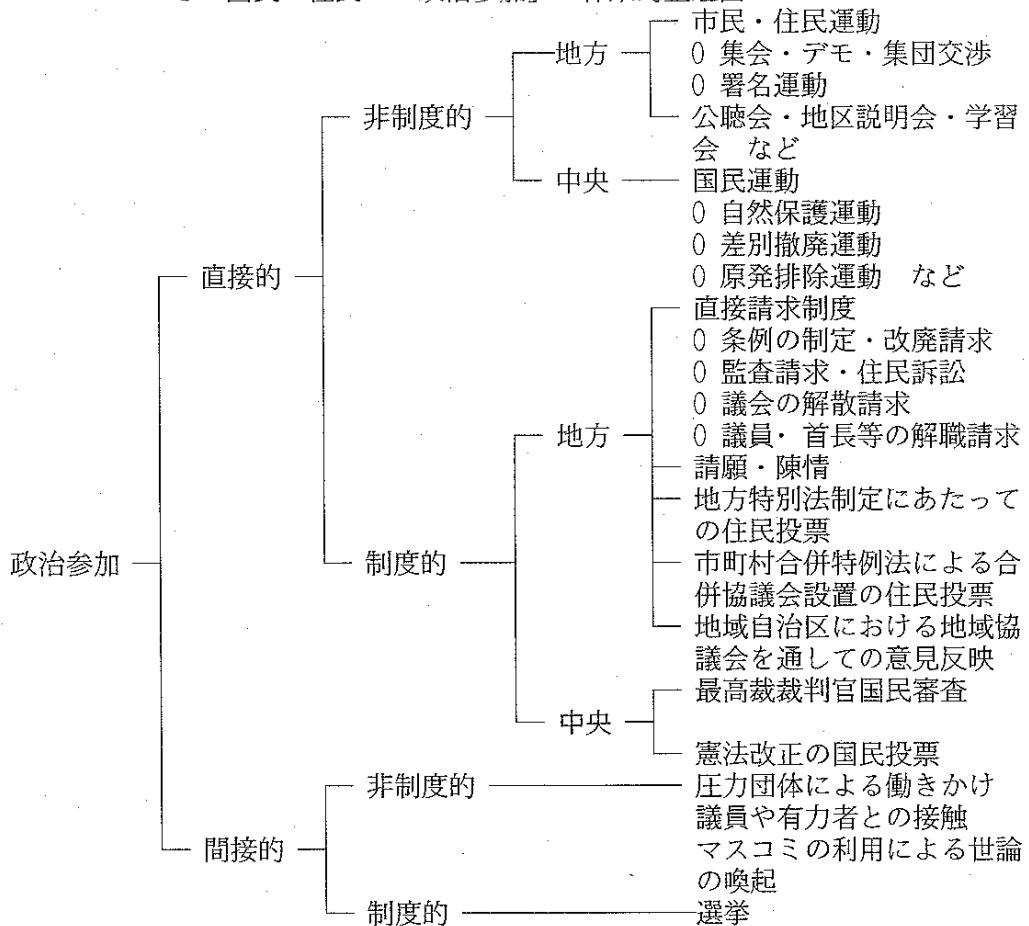 市民・住民運動
地方
0 集会・デモ・集団交渉
0 署名運動
非制度的
公聴会・地区説明会・学習
会　など
中央
国民運動
0 自然保護運動
0 差別撤廃運動
直接的
0 原発排除運動　など
直接請求制度
0 条例の制定・改廃請求
0 監査請求・住民訴訟
0 議会の解散請求
地方
0 議員・首長等の解職請求
請願・陳情
地方特別法制定にあたって
の住民投票
政治参加
制度的
市町村合併特例法による合
併協議会設置の住民投票
地域自治区における地域協
議会を通しての意見反映
最高裁裁判官国民審査
中央
憲法改正の国民投票
非制度的
圧力団体による働きかけ
議員や有力者との接触
間接的
マスコミの利用による世論
の喚起
制度的
選挙